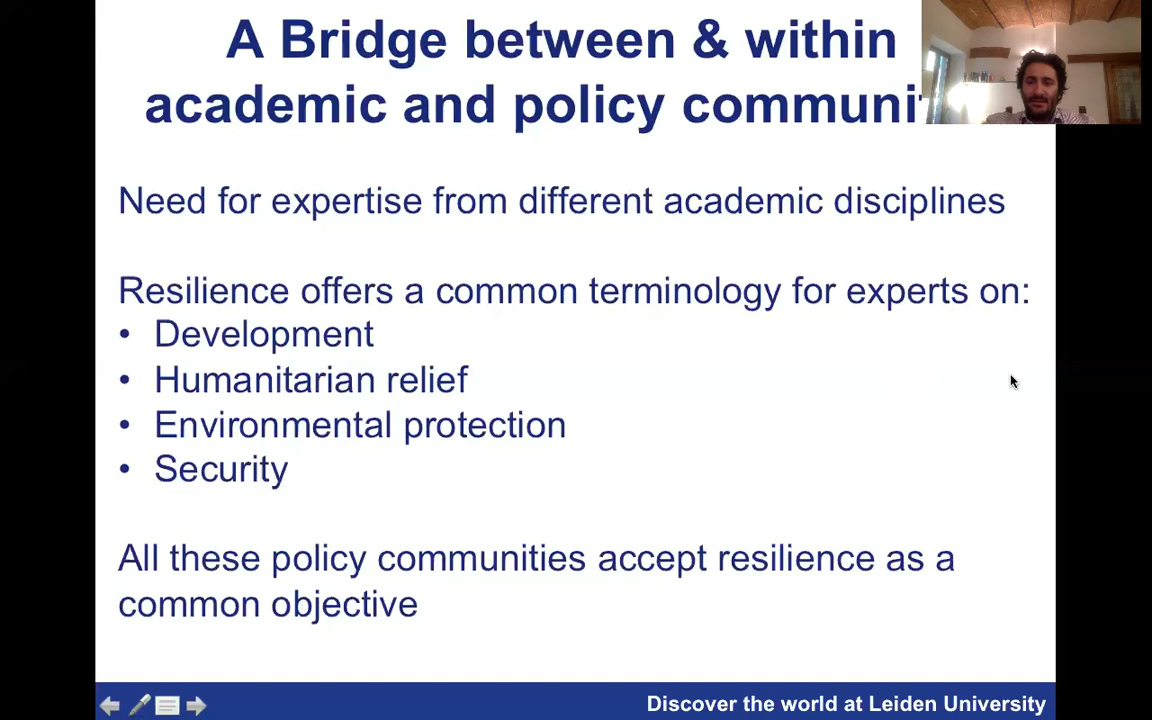 A Bridge between & within
academic and policy communi
Need for expertise from different academic disciplines
Resilience offers a common terminology for experts on:
• Development
• Humanitarian relief
• Environmental protection
• Security
All these policy communities accept resilience as a
common objective
Discover the world at Leiden University